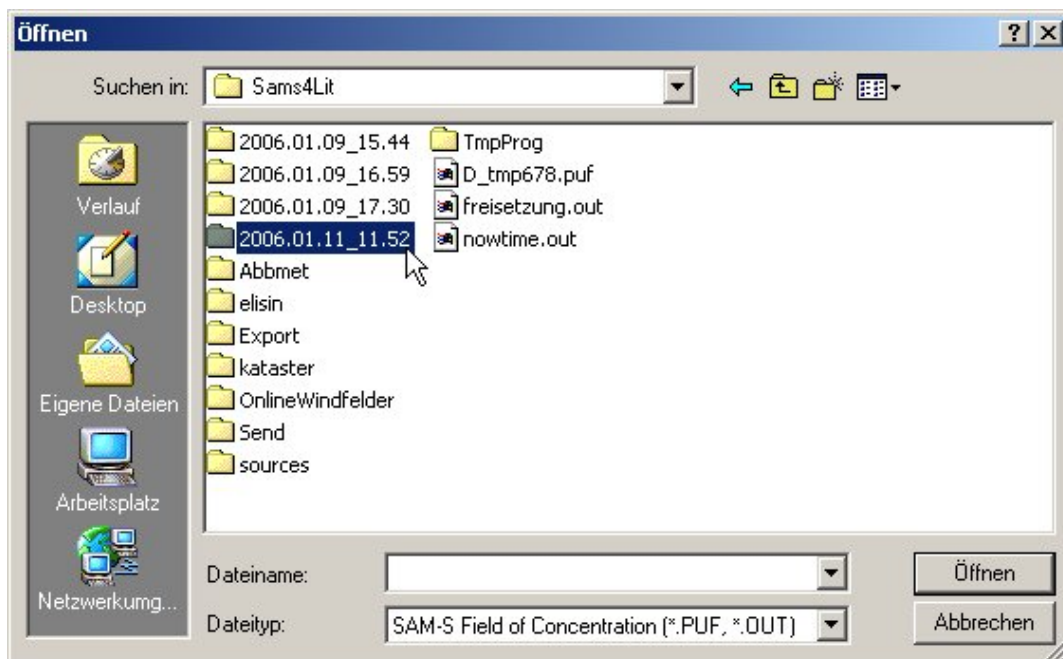 Öffnen
Suchen in: Sams4Lit
Verlauf
Desktop
Eigene Dateien
Arbeitsplatz
Netzwerkumg...
2006.01.09_15.44
2006.01.09_16.59
2006.01.09_17.30
2006.01.11_11.52
Abbmet
elisin
Export
kataster
OnlineWindfelder
Send
sources
TmpProg
D_tmp678.puf
freisetzung.out
nowtime.out
Dateiname:
Öffnen
Dateityp: SAM-S Field of Concentration (*.PUF, *.OUT)
Abbrechen